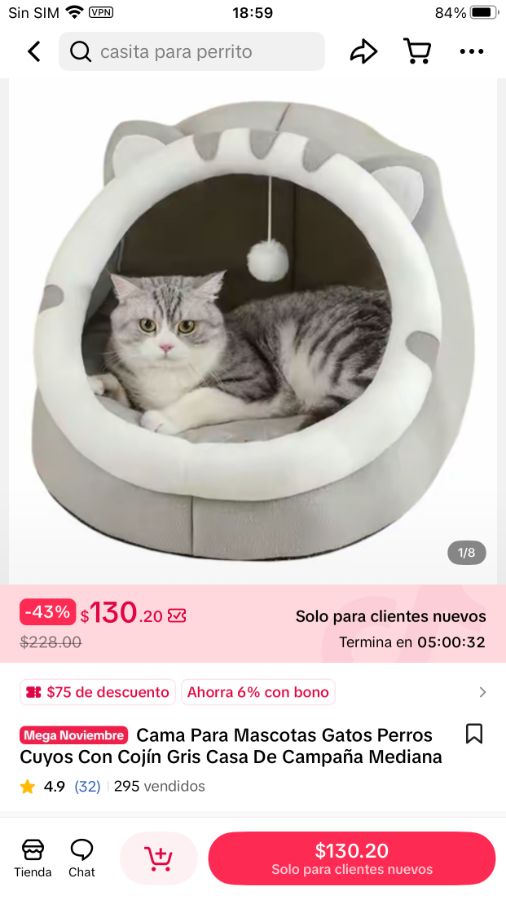 Sin SIM VPN 18:59 84%
casita para perrito
1/8
-43% $130.20 Solo para clientes nuevos
$228.00 Termina en 05:00:32
$75 de descuento Ahorra 6% con bono
Mega Noviembre Cama Para Mascotas Gatos Perros
Cuyos Con Cojín Gris Casa De Campaña Mediana
4.9 (32) 295 vendidos
$130.20
Tienda Chat Solo para clientes nuevos